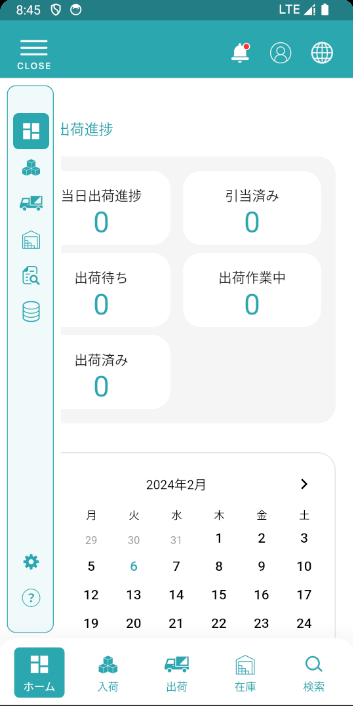 8:45 LTE
CLOSE
出荷進捗
当日出荷進捗 引当済み
0 0
出荷待ち 出荷作業中
0 0
出荷済み
0
2024年2月
月 火 水 木 金 土
29 30 31 1 2 3
5 6 7 8 9 10
12 13 14 15 16 17
19 20 21 22 23 24
?
ホーム 入荷 出荷 在庫 検索